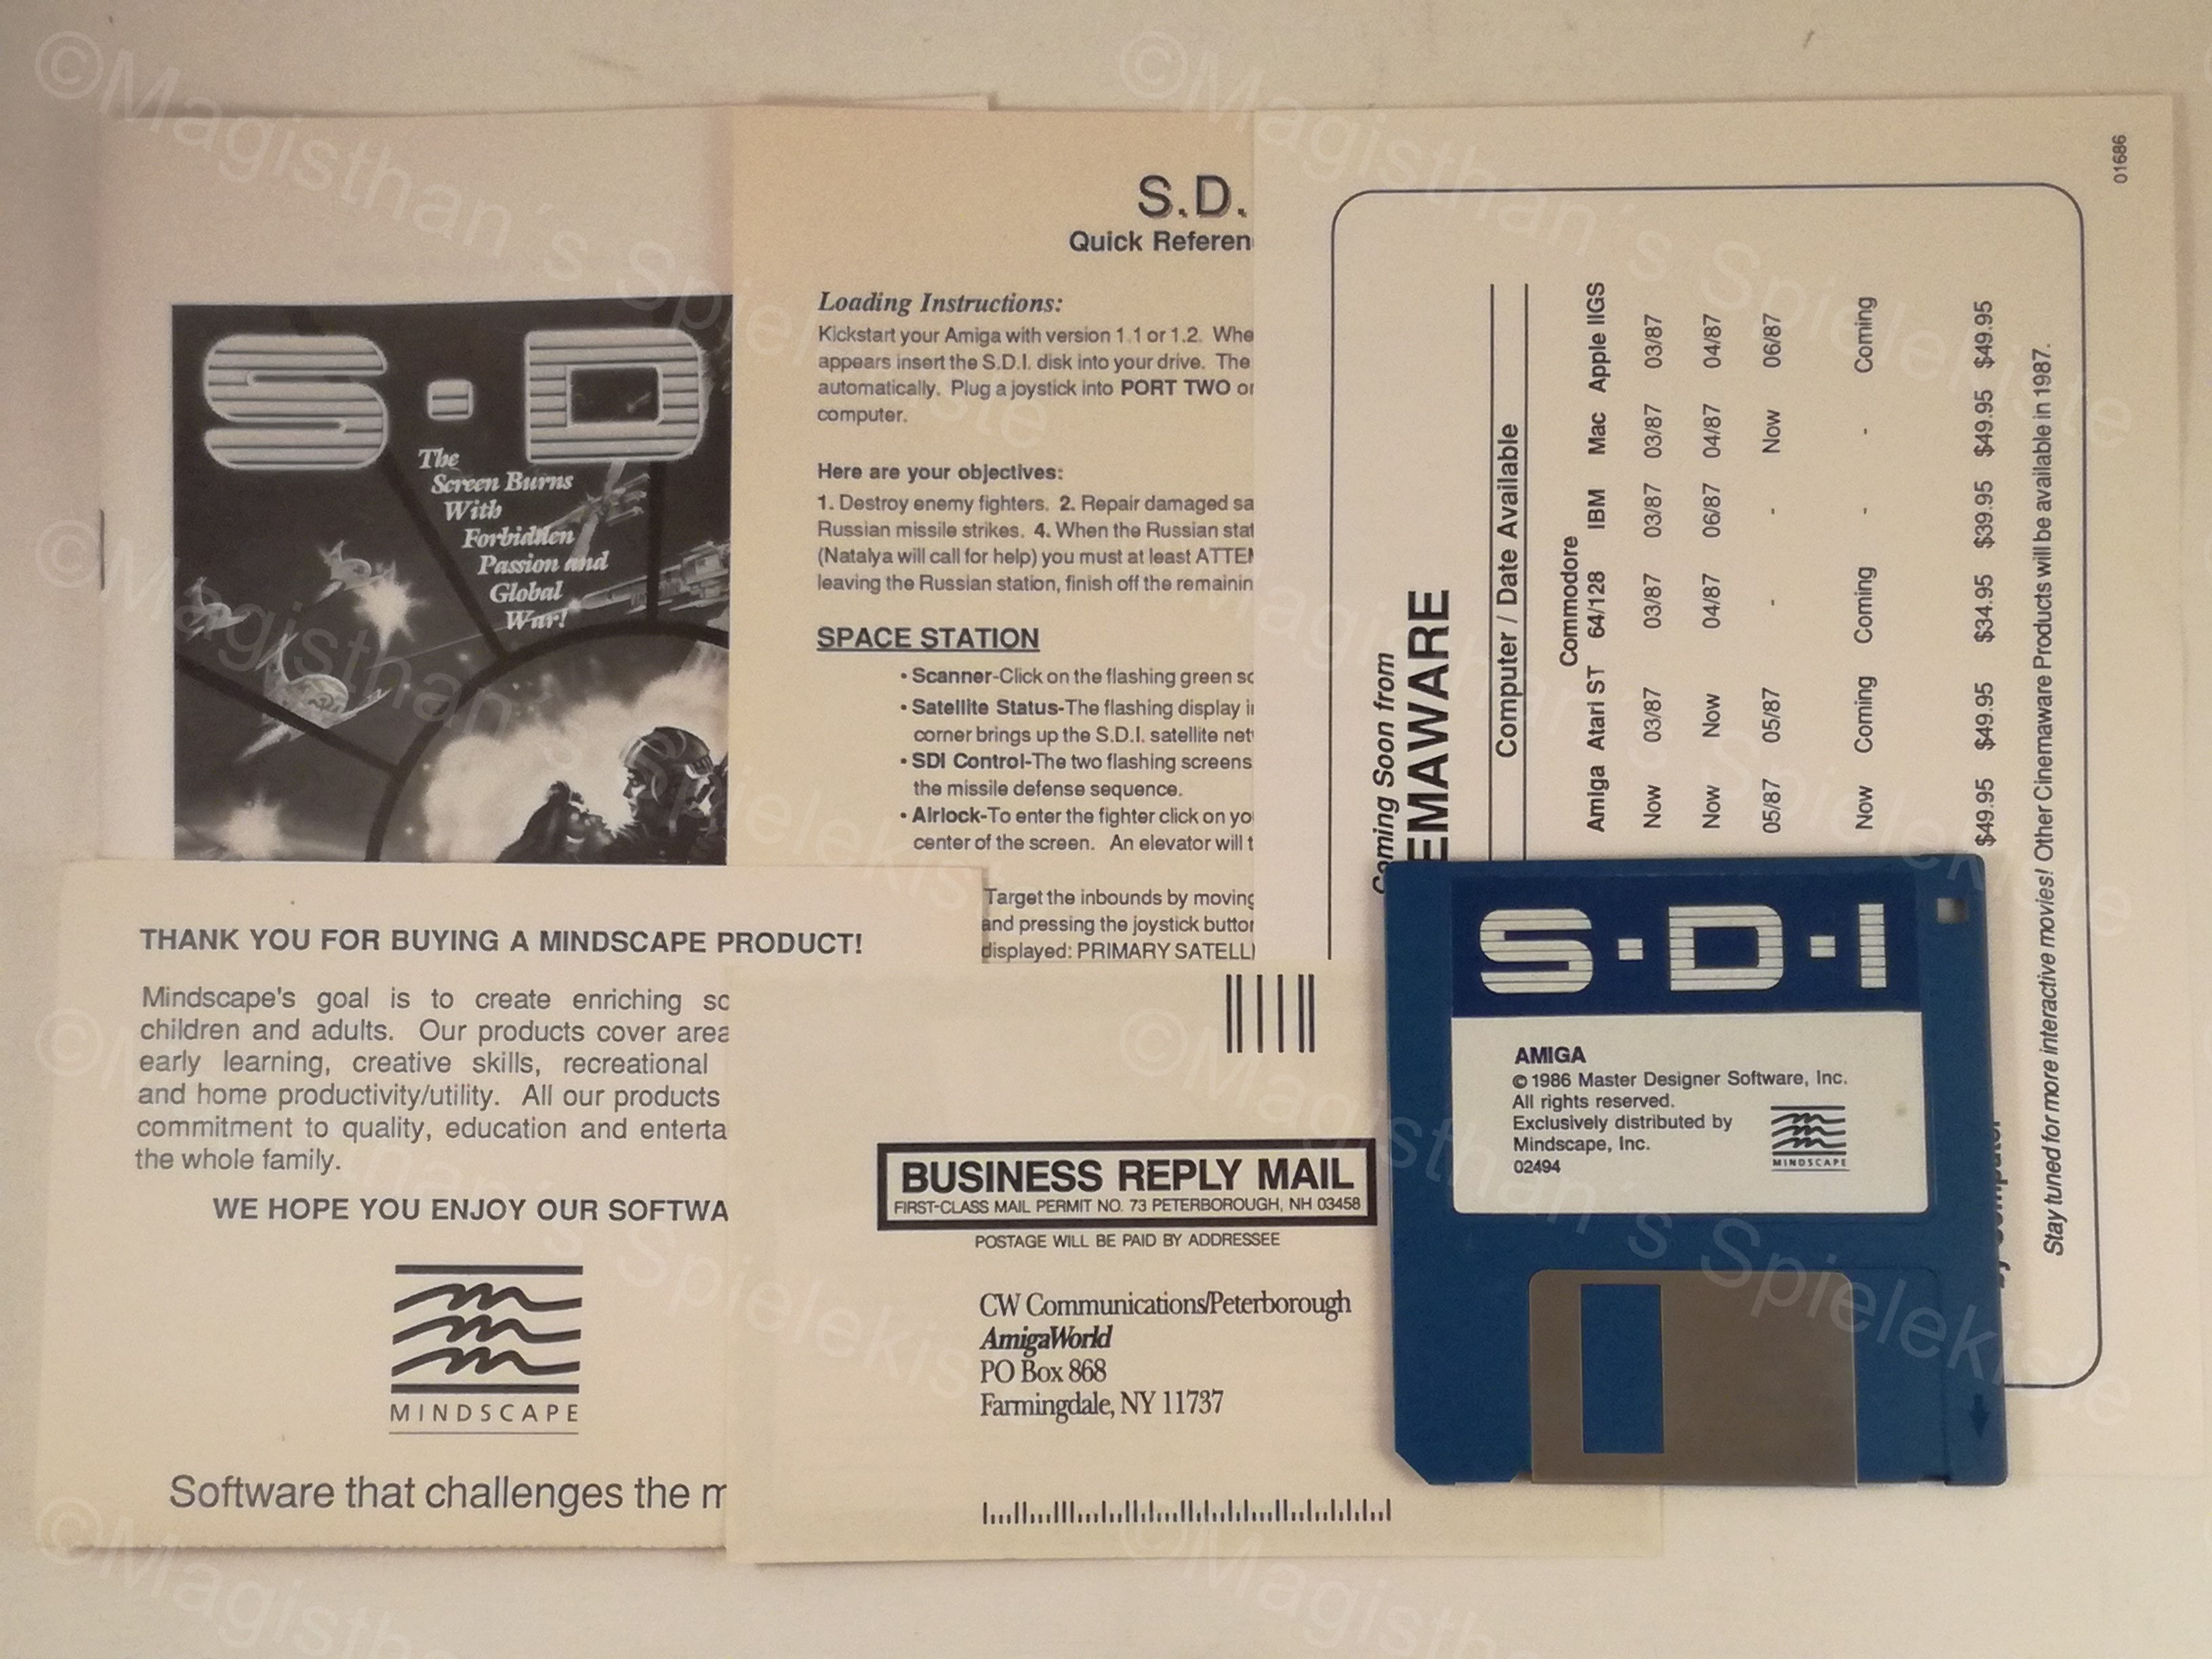 S.D
The
Screen Burns
With
Forbidden
Passion and
Global
War!
S.D.
Quick Referen
Loading Instructions:
Kickstart your Amiga with version 1.1 or 1.2. Whe
appears insert the S.D.I. disk into your drive. The
automatically. Plug a joystick into PORT TWO or
computer.
Here are your objectives:
1. Destroy enemy fighters. 2. Repair damaged sa
Russian missile strikes. 4. When the Russian stat
(Natalya will call for help) you must at least ATTEM
leaving the Russian station, finish off the remainin
SPACE STATION
• Scanner-Click on the flashing green sc
• Satellite Status-The flashing display in
corner brings up the S.D.I. satellite net
• SDI Control-The two flashing screens
the missile defense sequence.
• Airlock-To enter the fighter click on yo
center of the screen. An elevator will t
Target the inbounds by moving
and pressing the joystick button
displayed: PRIMARY SATELLI
01686
Coming Soon from
EMAWARE
Computer / Date Available
Commodore
Amiga Atari ST 64/128 IBM Mac Apple IIGS
Now 03/87 03/87 03/87 03/87 03/87
Now Now 04/87 06/87 04/87 04/87
05/87 05/87 - - Now 06/87
Now Coming Coming - - Coming
$49.95 $49.95 $34.95 $39.95 $49.95 $49.95
Stay tuned for more interactive movies! Other Cinemaware Products will be available in 1987.
THANK YOU FOR BUYING A MINDSCAPE PRODUCT!
Mindscape's goal is to create enriching so
children and adults. Our products cover area
early learning, creative skills, recreational
and home productivity/utility. All our products
commitment to quality, education and enterta
the whole family.
WE HOPE YOU ENJOY OUR SOFTWA
MINDSCAPE
Software that challenges the m
BUSINESS REPLY MAIL
FIRST-CLASS MAIL PERMIT NO. 73 PETERBOROUGH, NH 03458
POSTAGE WILL BE PAID BY ADDRESSEE
CW Communications/Peterborough
AmigaWorld
PO Box 868
Farmingdale, NY 11737
S.D.I
AMIGA
© 1986 Master Designer Software, Inc.
All rights reserved.
Exclusively distributed by
Mindscape, Inc.
02494
MINDSCAPE
©Magisthan´s Spielekiste
©Magisthan´s Spielekiste
©Magisthan´s Spielekiste
©Magisthan´s Spielekiste